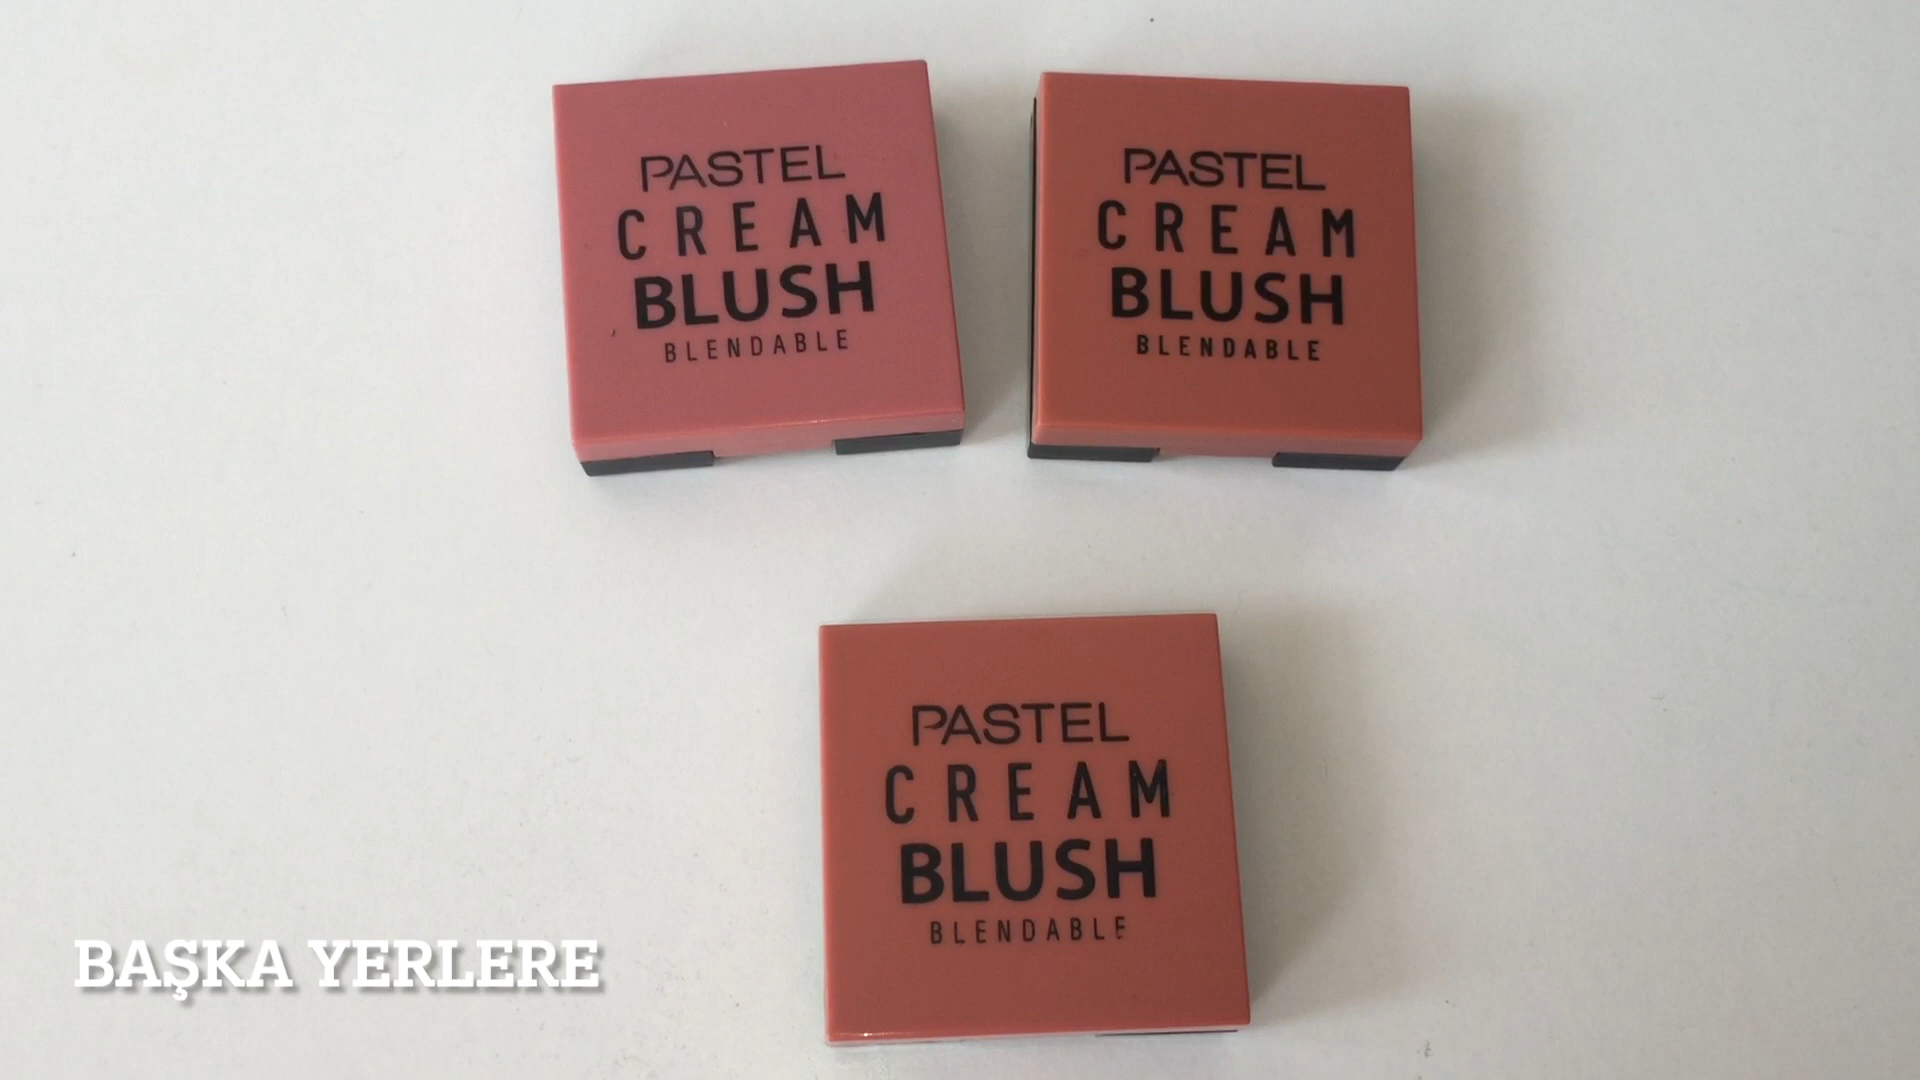 PASTEL
CREAM
BLUSH
BLENDABLE
PASTEL
CREAM
BLUSH
BLENDABLE
PASTEL
CREAM
BLUSH
BLENDABLE
BAŞKA YERLERE